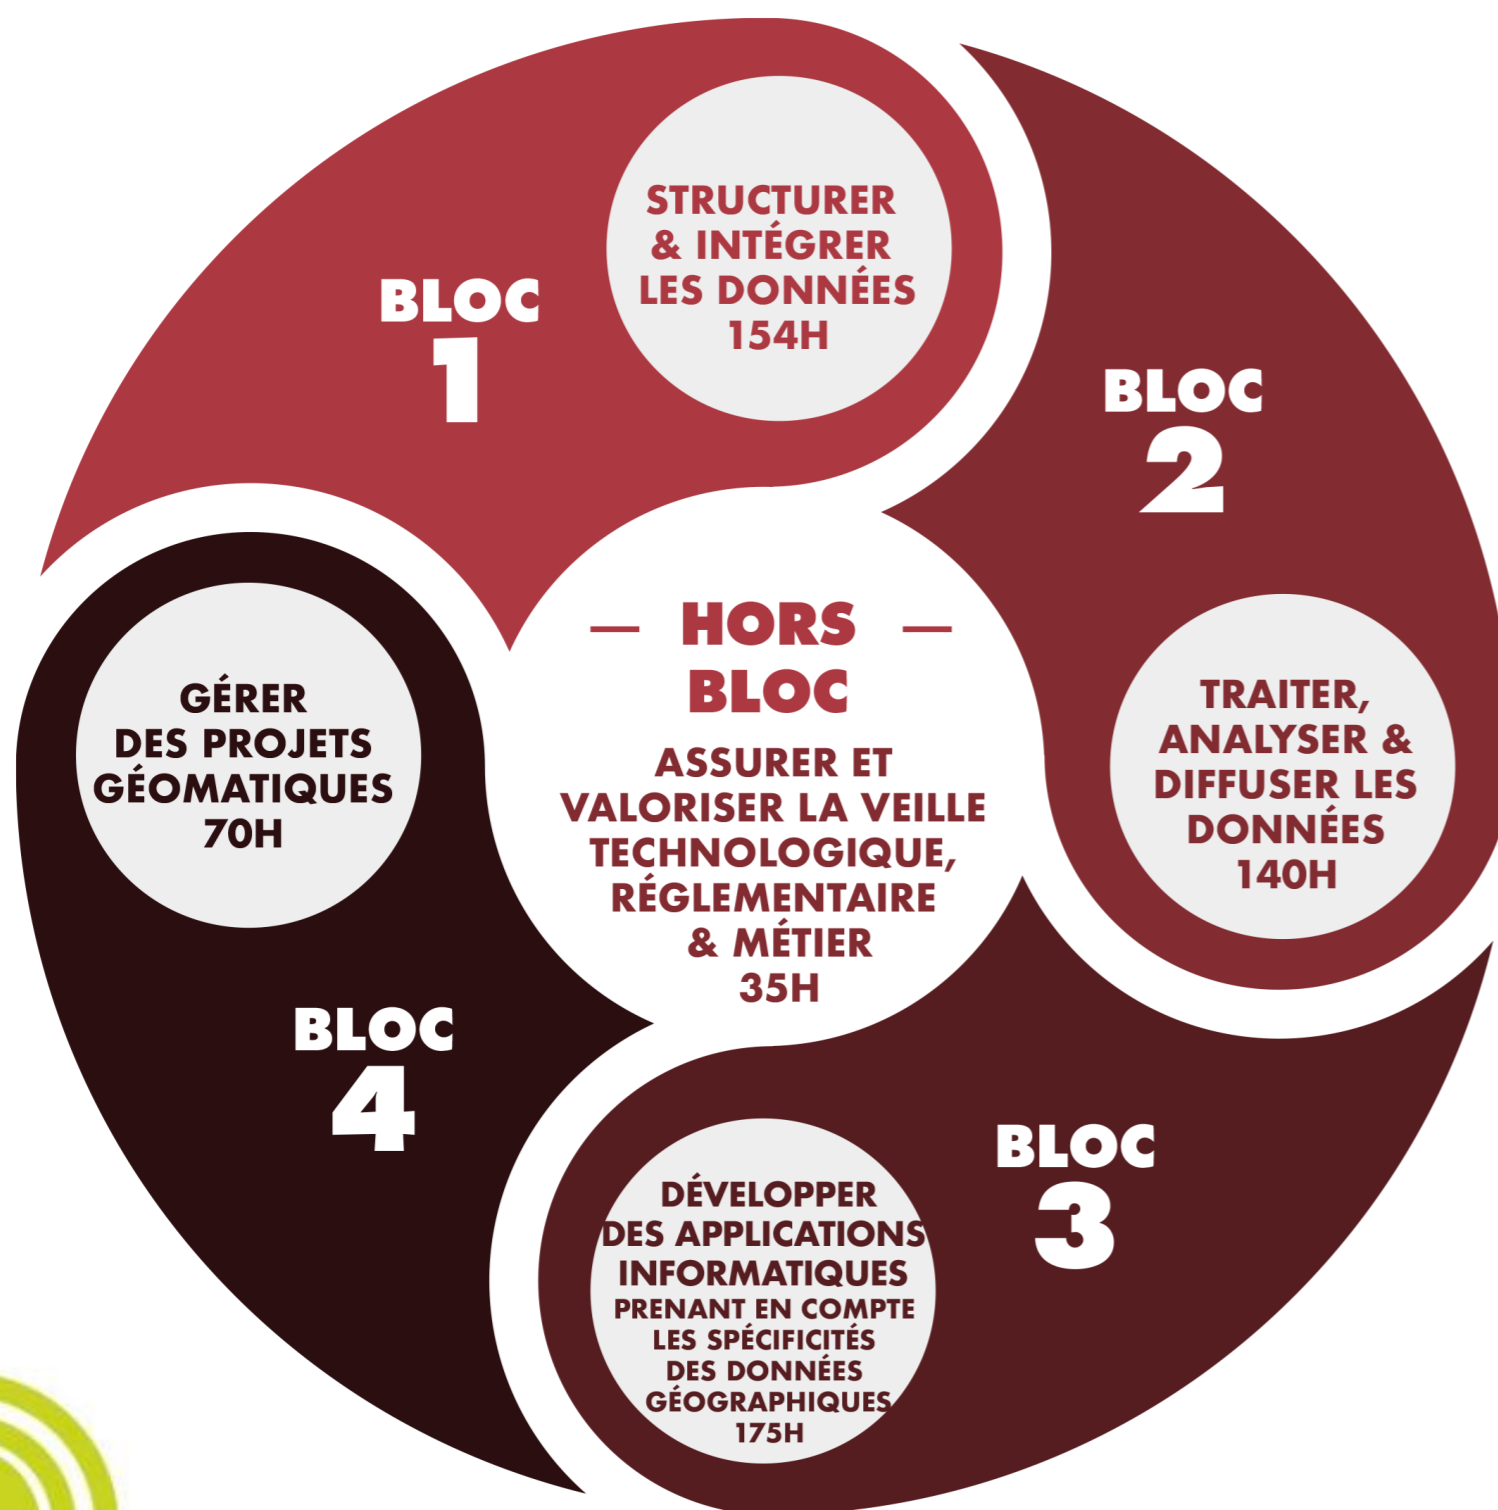 BLOC
1
STRUCTURER
& INTÉGRER
LES DONNÉES
154H
BLOC
2
TRAITER,
ANALYSER &
DIFFUSER LES
DONNÉES
140H
BLOC
3
DÉVELOPPER
DES APPLICATIONS
INFORMATIQUES
PRENANT EN COMPTE
LES SPÉCIFICITÉS
DES DONNÉES
GÉOGRAPHIQUES
175H
BLOC
4
GÉRER
DES PROJETS
GÉOMATIQUES
70H
— HORS —
BLOC
ASSURER ET
VALORISER LA VEILLE
TECHNOLOGIQUE,
RÉGLEMENTAIRE
& MÉTIER
35H